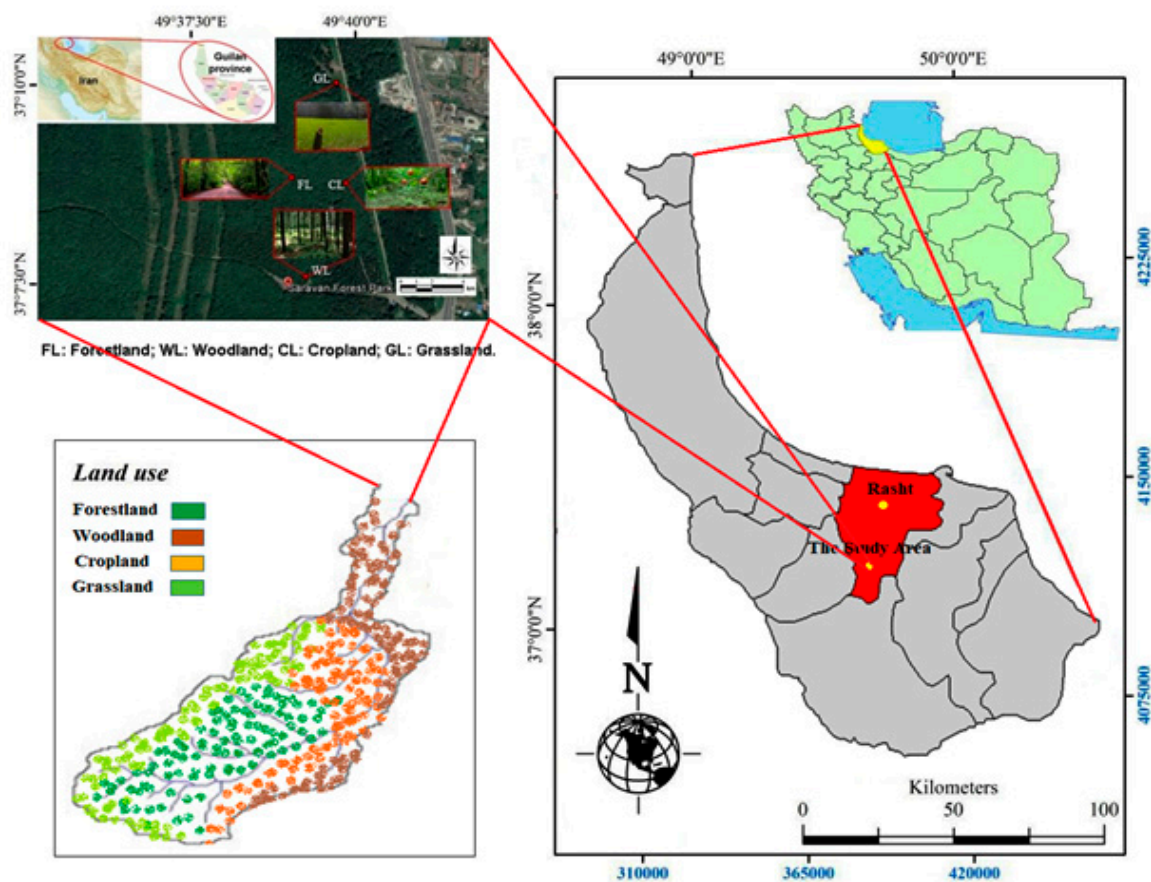 49°37'30"E
49°40'0"E
37°10'0"N
37°7'30"N
Iran
Guilan
province
GL
FL
CL
WL
Saravan Forest Park
km
FL: Forestland; WL: Woodland; CL: Cropland; GL: Grassland.
Land use
Forestland
Woodland
Cropland
Grassland
49°0'0"E
50°0'0"E
38°0'0"N
37°0'0"N
4225000
4150000
4075000
Rasht
The Study Area
N
Kilometers
0
50
100
310000
365000
420000